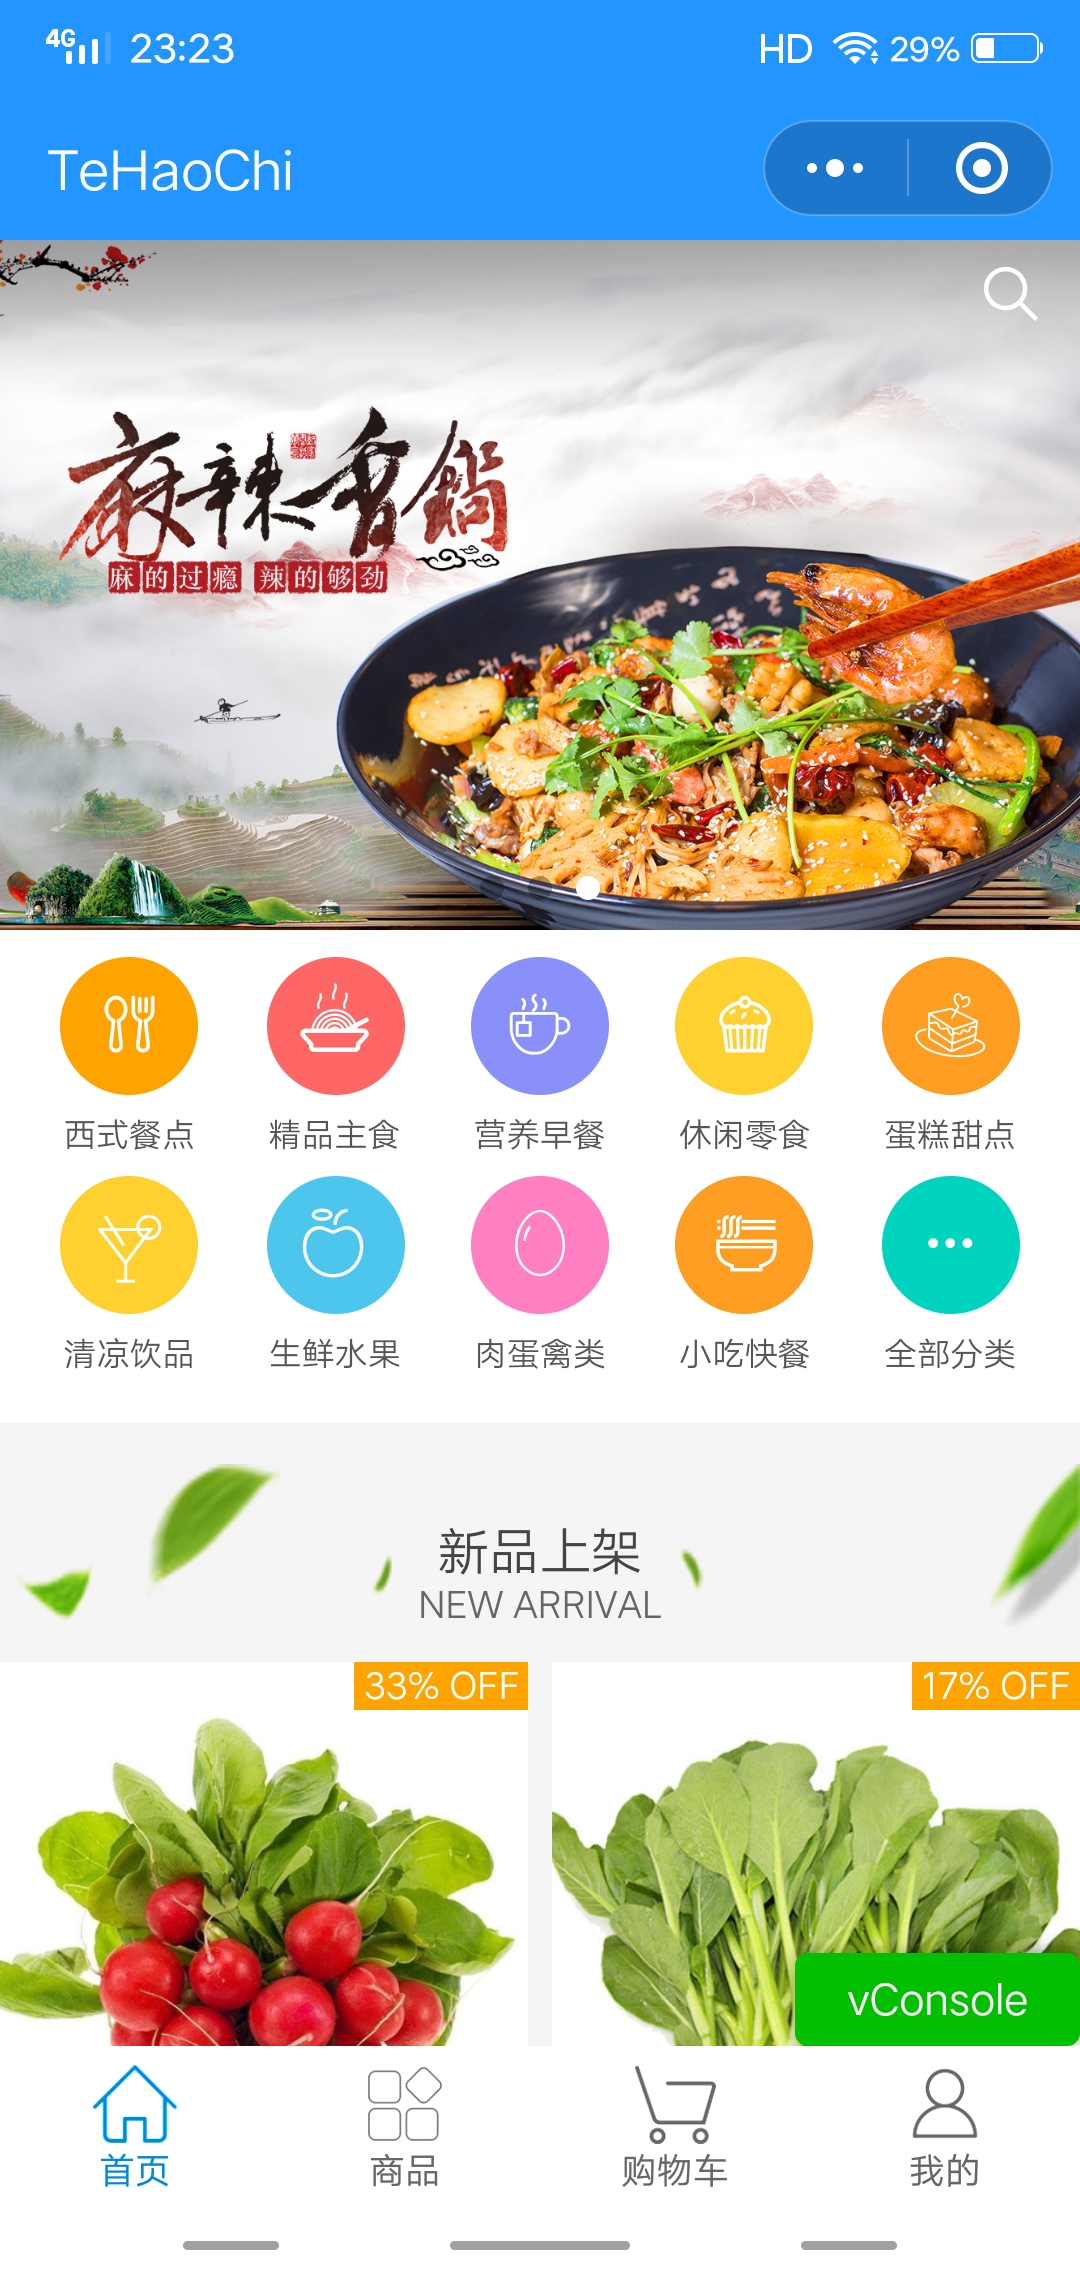 4G 23:23 HD 29%
TeHaoChi
麻辣香鍋
麻的过瘾 辣的够劲
西式餐点 精品主食 营养早餐 休闲零食 蛋糕甜点
清凉饮品 生鲜水果 肉蛋禽类 小吃快餐 全部分类
新品上架
NEW ARRIVAL
33% OFF 17% OFF
vConsole
首页 商品 购物车 我的